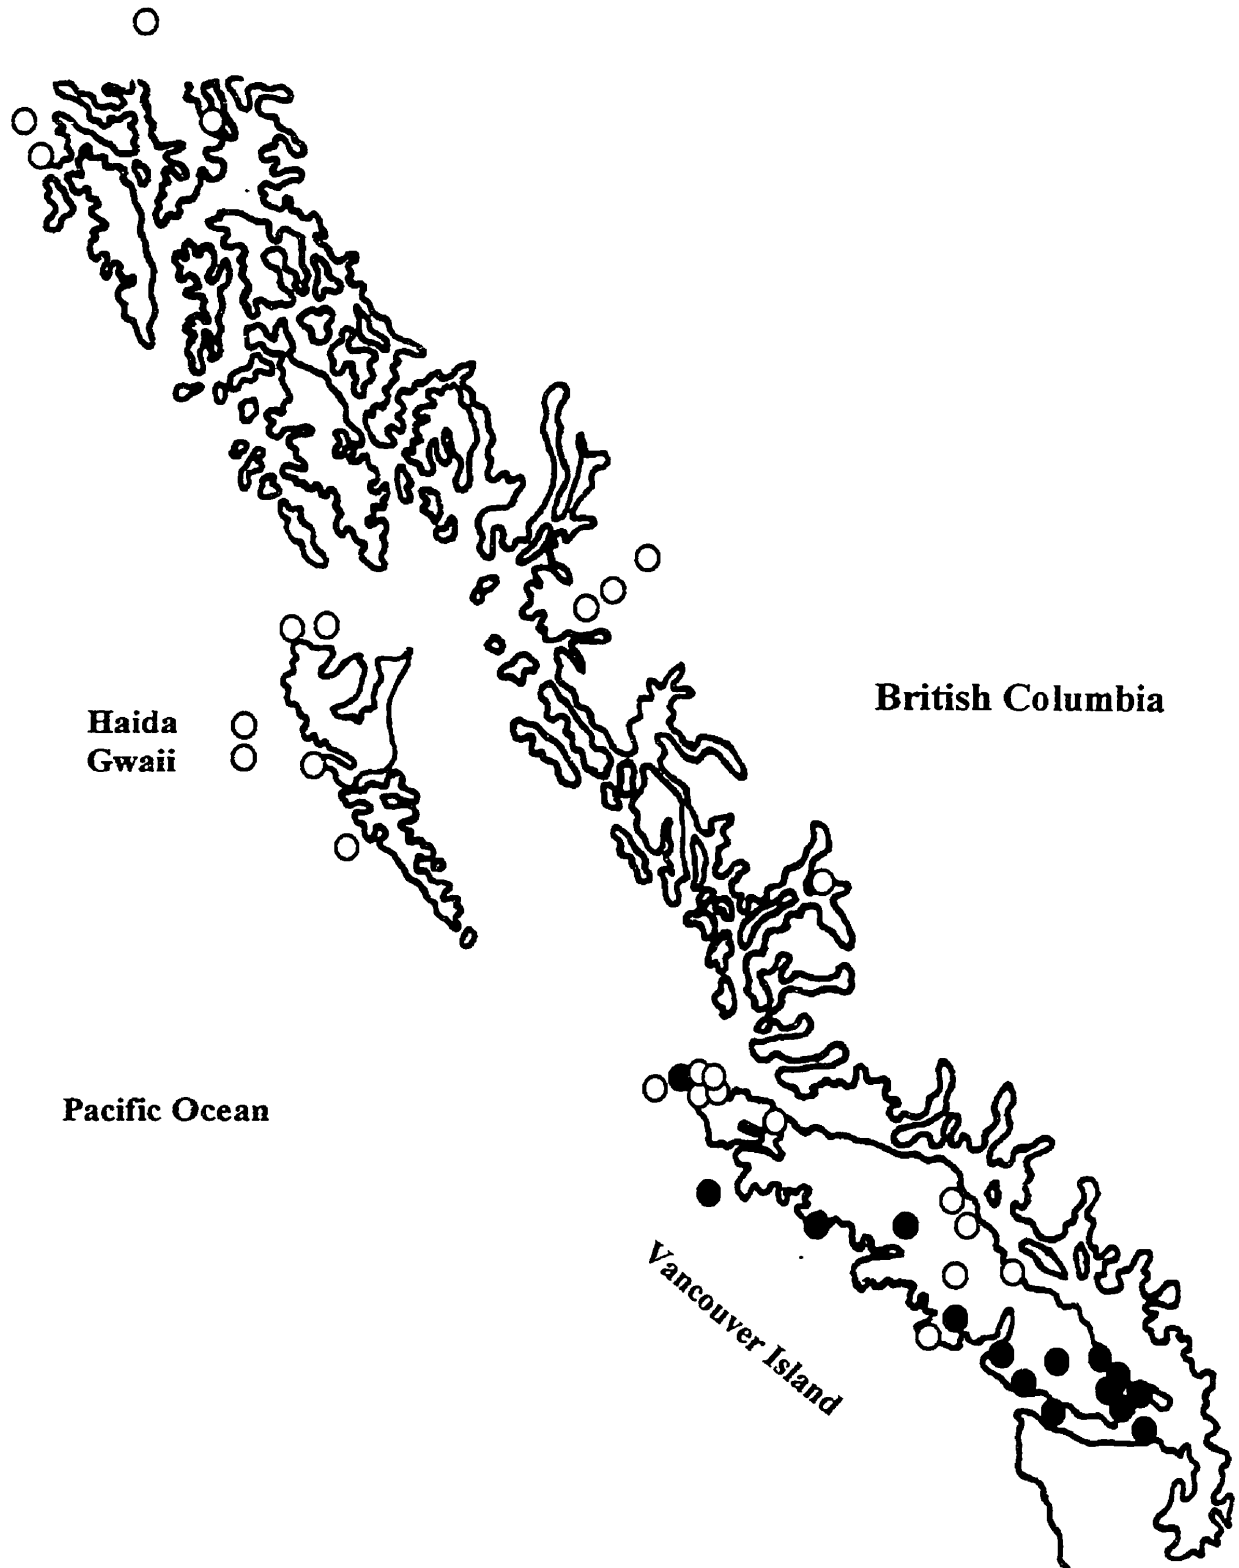 British Columbia
Haida
Gwaii
Pacific Ocean
Vancouver Island